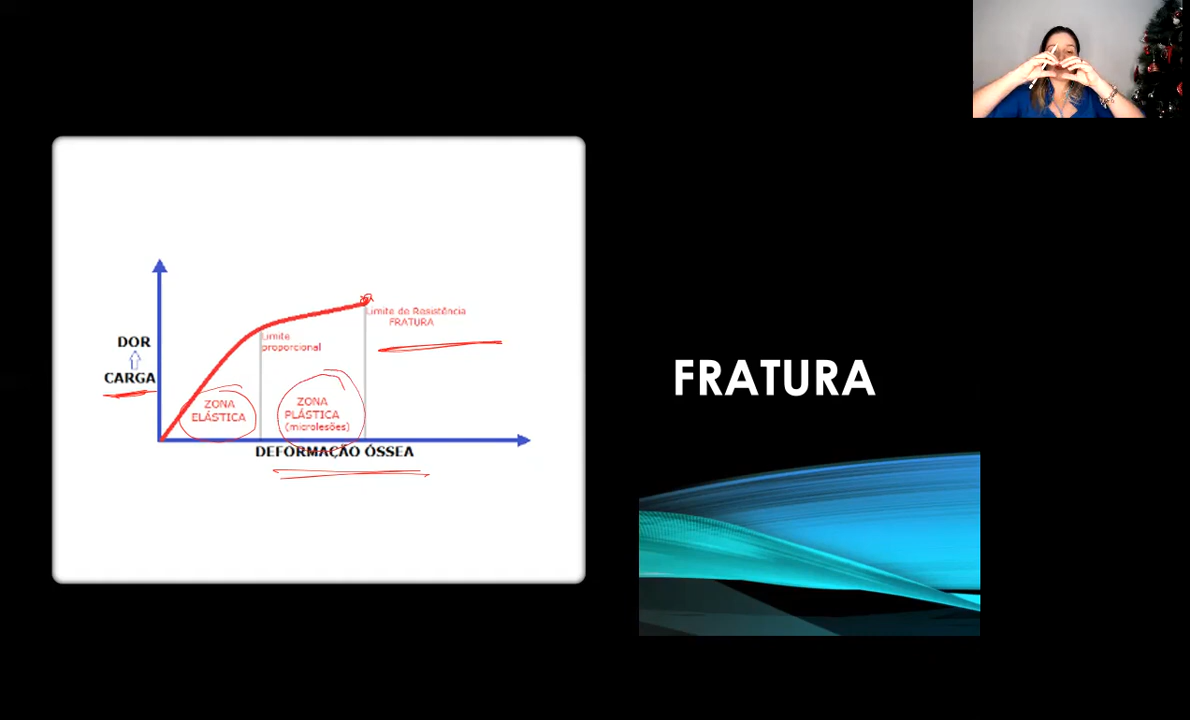 DOR
CARGA
Limite de Resistência
FRATURA
Limite
proporcional
ZONA
ELÁSTICA
ZONA
PLÁSTICA
(microlesões)
DEFORMAÇÃO ÓSSEA
FRATURA